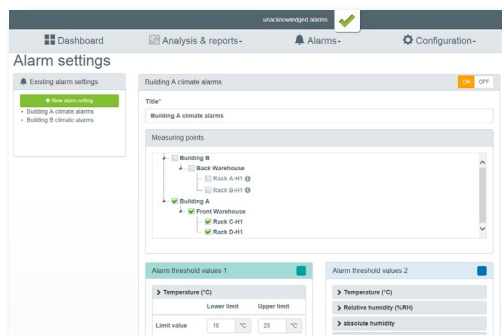 unacknowledged alarms
Dashboard
Analysis & reports-
Alarms-
Configuration-
Alarm settings
Existing alarm settings
+ New alarm setting
Building A climate alarms
Building B climate alarms
Building A climate alarms
ON OFF
Title*
Building A climate alarms
Measuring points
Building B
Back Warehouse
Rack A-H1
Rack B-H1
Building A
Front Warehouse
Rack C-H1
Rack D-H1
Alarm threshold values 1
Temperature (°C)
Lower limit Upper limit
Limit value 16 °C 28 °C
Alarm threshold values 2
Temperature (°C)
Relative humidity (%RH)
absolute humidity